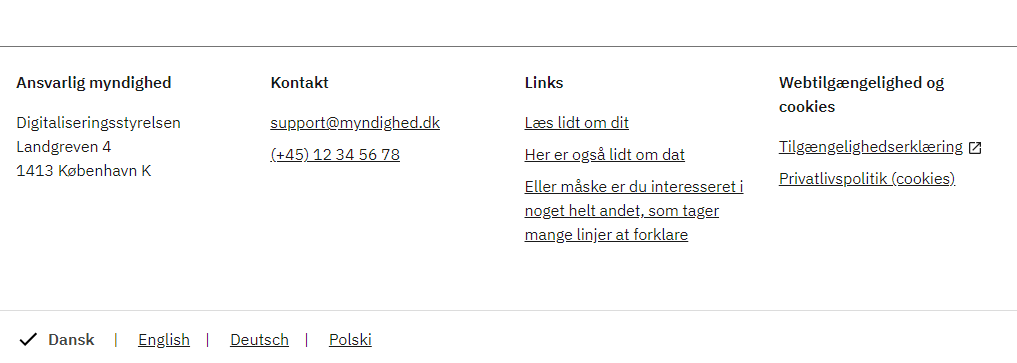 Ansvarlig myndighed
Digitaliseringsstyrelsen
Landgreven 4
1413 København K
Kontakt
support@myndighed.dk
(+45) 12 34 56 78
Links
Læs lidt om dit
Her er også lidt om dat
Eller måske er du interesseret i
noget helt andet, som tager
mange linjer at forklare
Webtilgængelighed og
cookies
Tilgængelighedserklæring
Privatlivspolitik (cookies)
Dansk | English | Deutsch | Polski